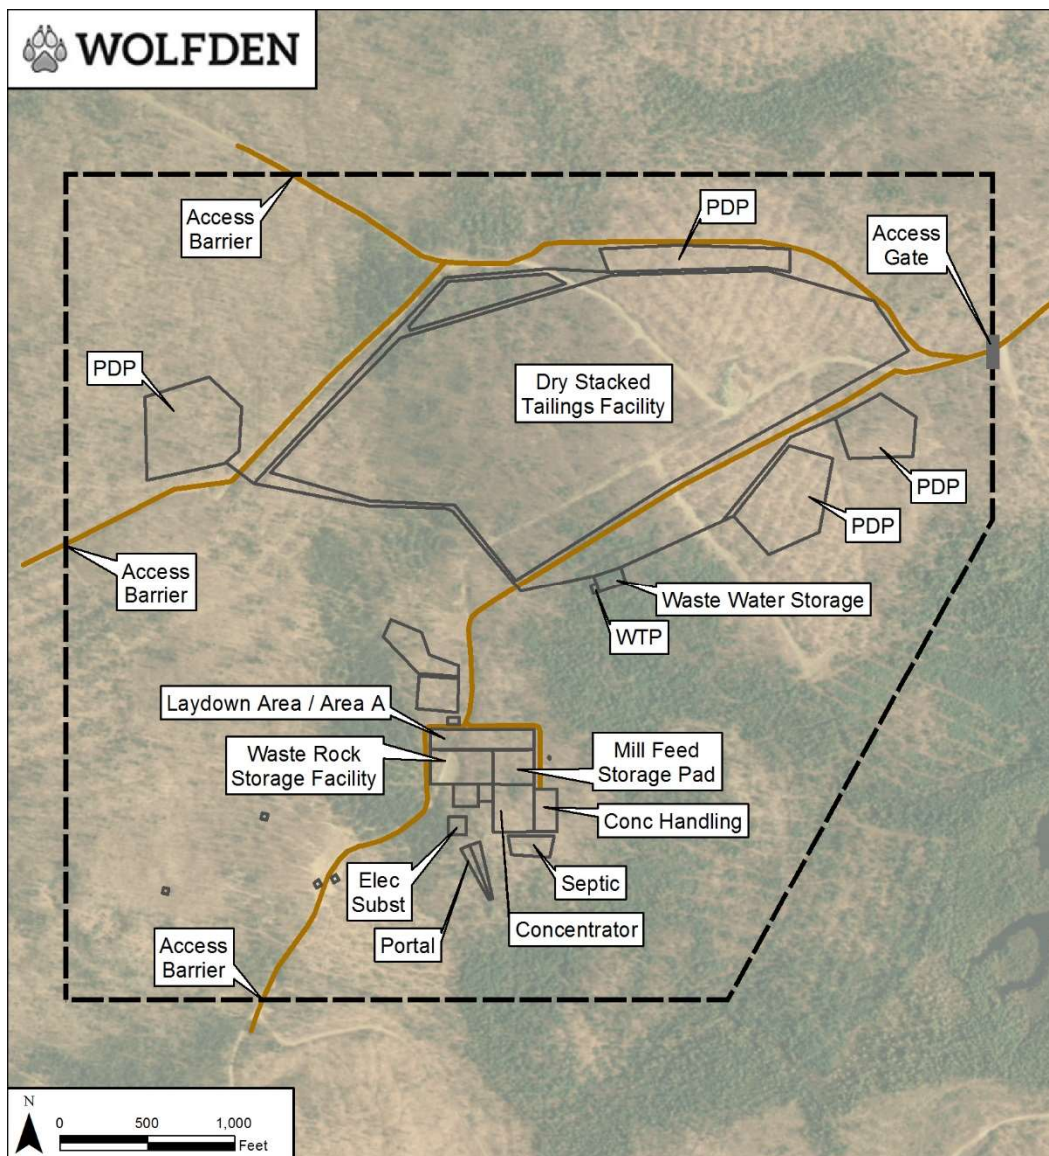 WOLFDEN
Access
Barrier
PDP
Access
Gate
PDP
Dry Stacked
Tailings Facility
PDP
PDP
Access
Barrier
Waste Water Storage
WTP
Laydown Area / Area A
Waste Rock
Storage Facility
Mill Feed
Storage Pad
Conc Handling
Elec
Subst
Septic
Portal
Concentrator
Access
Barrier
N
0 500 1,000
Feet